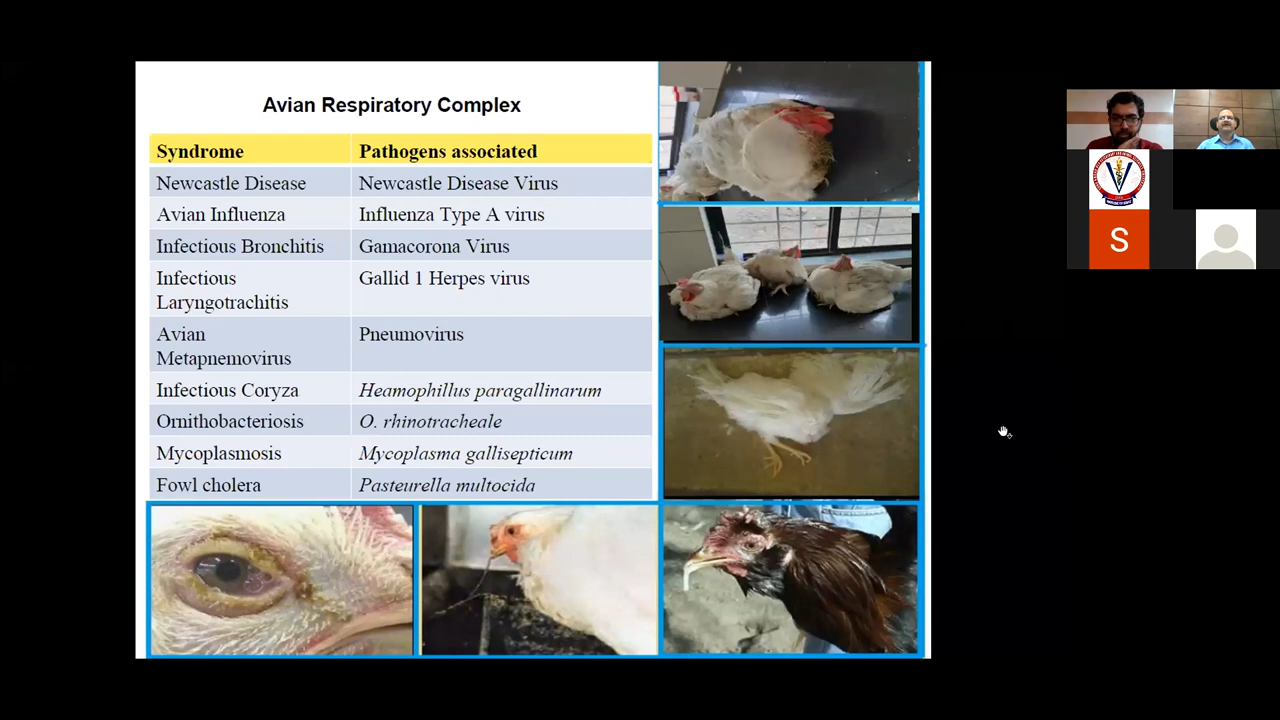 Avian Respiratory Complex
Syndrome Pathogens associated
Newcastle Disease Newcastle Disease Virus
Avian Influenza Influenza Type A virus
Infectious Bronchitis Gamacorona Virus
Infectious Gallid 1 Herpes virus
Laryngotrachitis
Avian Pneumovirus
Metapnemovirus
Infectious Coryza Heamophillus paragallinarum
Ornithobacteriosis O. rhinotracheale
Mycoplasmosis Mycoplasma gallisepticum
Fowl cholera Pasteurella multocida
V
S